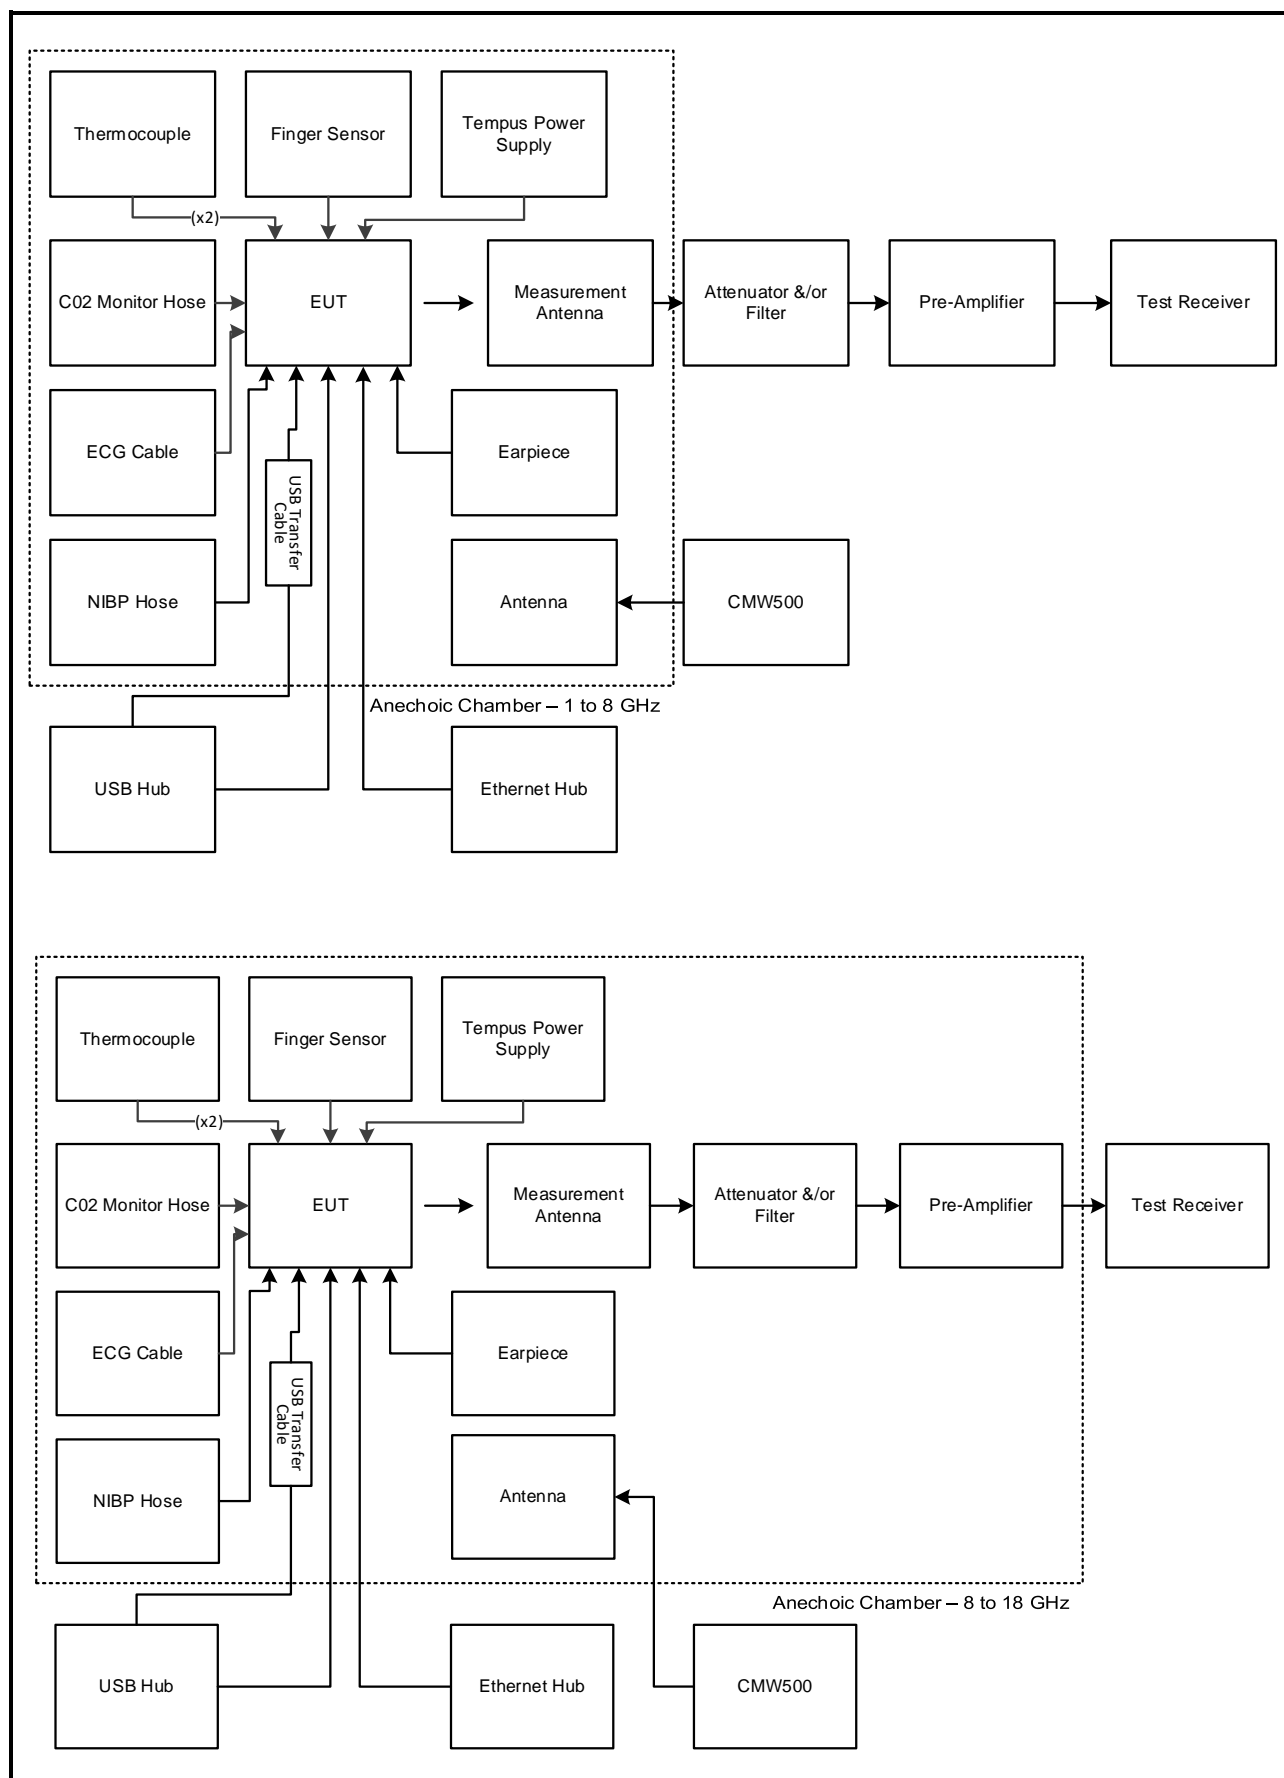 Thermocouple
Finger Sensor
Tempus Power
Supply
(x2)
C02 Monitor Hose
EUT
Measurement
Antenna
Attenuator &/or
Filter
Pre-Amplifier
Test Receiver
ECG Cable
USB Transfer
Cable
Earpiece
NIBP Hose
Antenna
CMW500
Anechoic Chamber – 1 to 8 GHz
USB Hub
Ethernet Hub
Thermocouple
Finger Sensor
Tempus Power
Supply
(x2)
C02 Monitor Hose
EUT
Measurement
Antenna
Attenuator &/or
Filter
Pre-Amplifier
Test Receiver
ECG Cable
USB Transfer
Cable
Earpiece
NIBP Hose
Antenna
Anechoic Chamber – 8 to 18 GHz
USB Hub
Ethernet Hub
CMW500